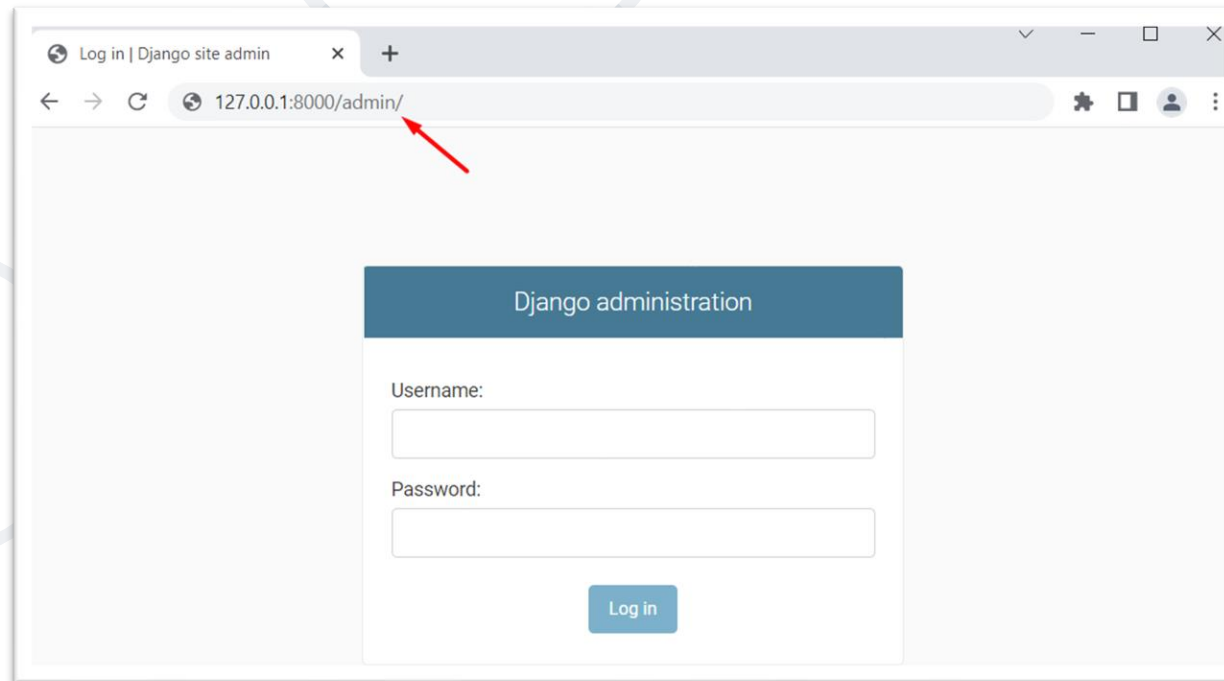 Log in | Django site admin
127.0.0.1:8000/admin/
Django administration
Username:
Password:
Log in